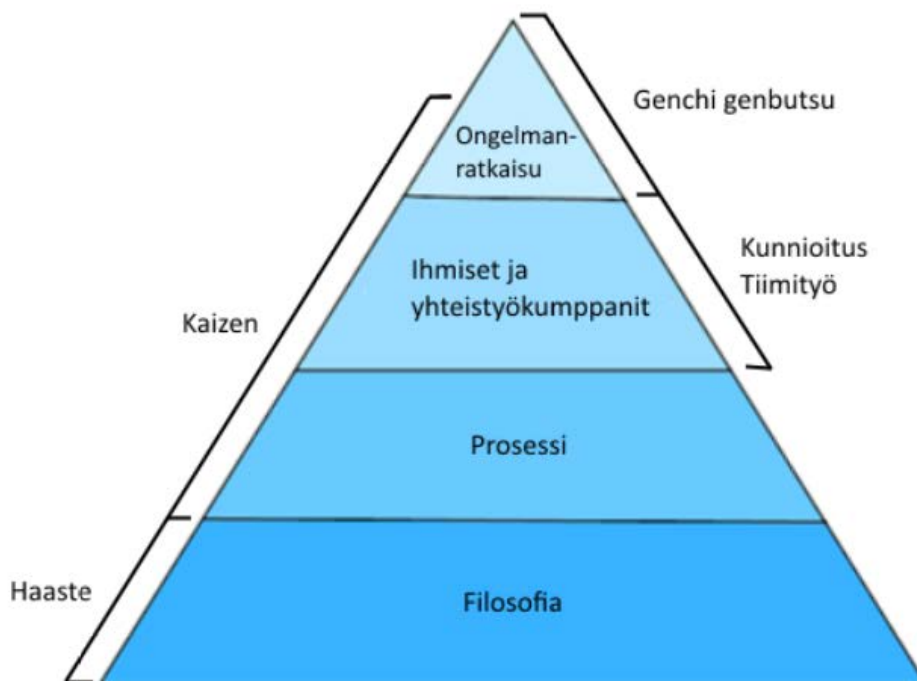 Genchi genbutsu
Ongelman-
ratkaisu
Kunnioitus
Tiimityö
Ihmiset ja
yhteistyökumppanit
Kaizen
Prosessi
Haaste
Filosofia